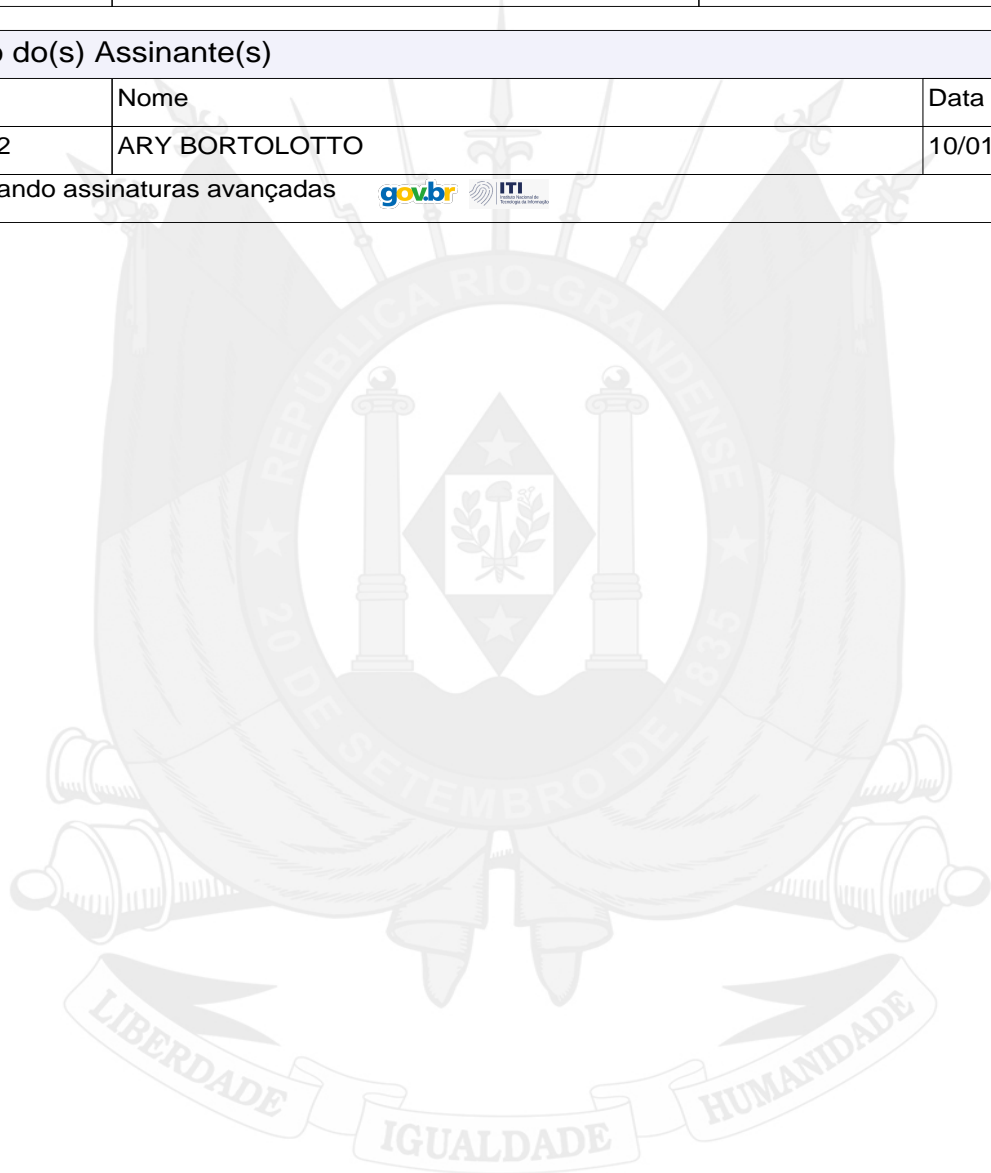 o do(s) Assinante(s)
Nome Data
2 ARY BORTOLOTTO 10/01
ando assinaturas avançadas gov.br ITI
REPÚBLICA RIO-GRANDENSE
20 DE SETEMBRO DE 1835
LIBERDADE IGUALDADE HUMANIDADE